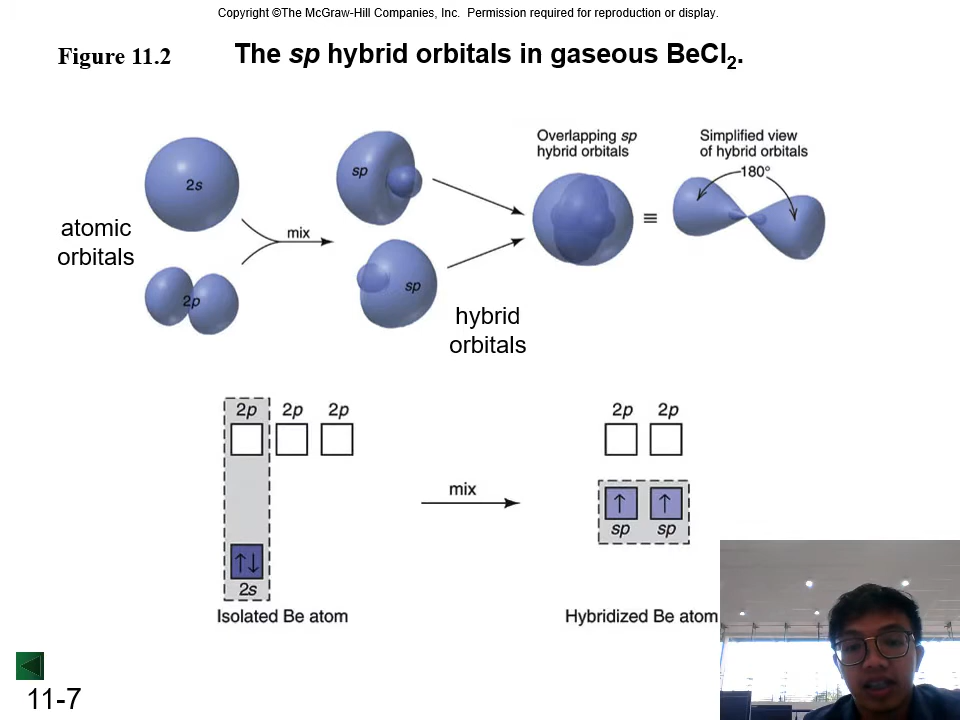 Copyright ©The McGraw-Hill Companies, Inc. Permission required for reproduction or display.
Figure 11.2
The sp hybrid orbitals in gaseous BeCl₂.
Overlapping sp
hybrid orbitals
Simplified view
of hybrid orbitals
180°
2s
sp
≡
atomic
orbitals
mix
2p
sp
hybrid
orbitals
2p 2p 2p
2p 2p
mix
↑↓
↑ ↑
sp sp
2s
Isolated Be atom
Hybridized Be atom
11-7